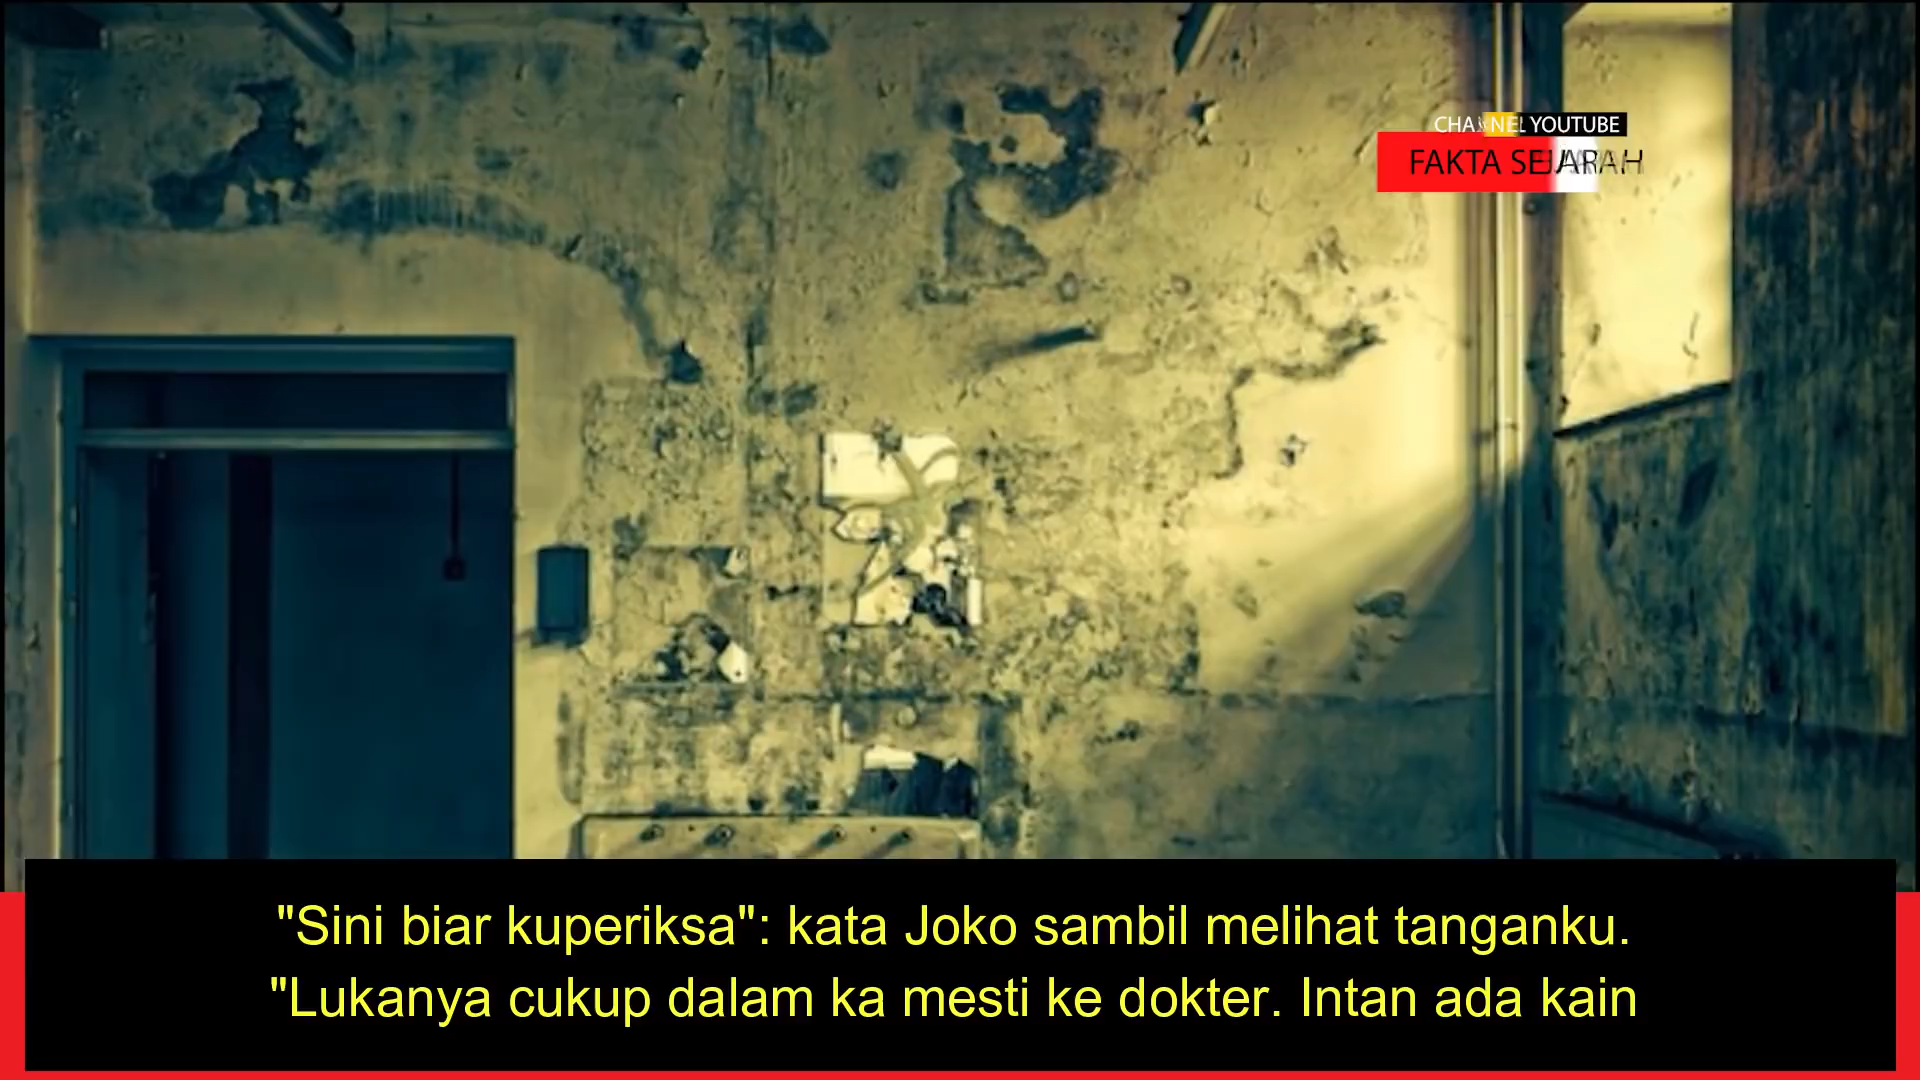 CHANNEL YOUTUBE
FAKTA SEJARAH
"Sini biar kuperiksa": kata Joko sambil melihat tanganku.
"Lukanya cukup dalam ka mesti ke dokter. Intan ada kain